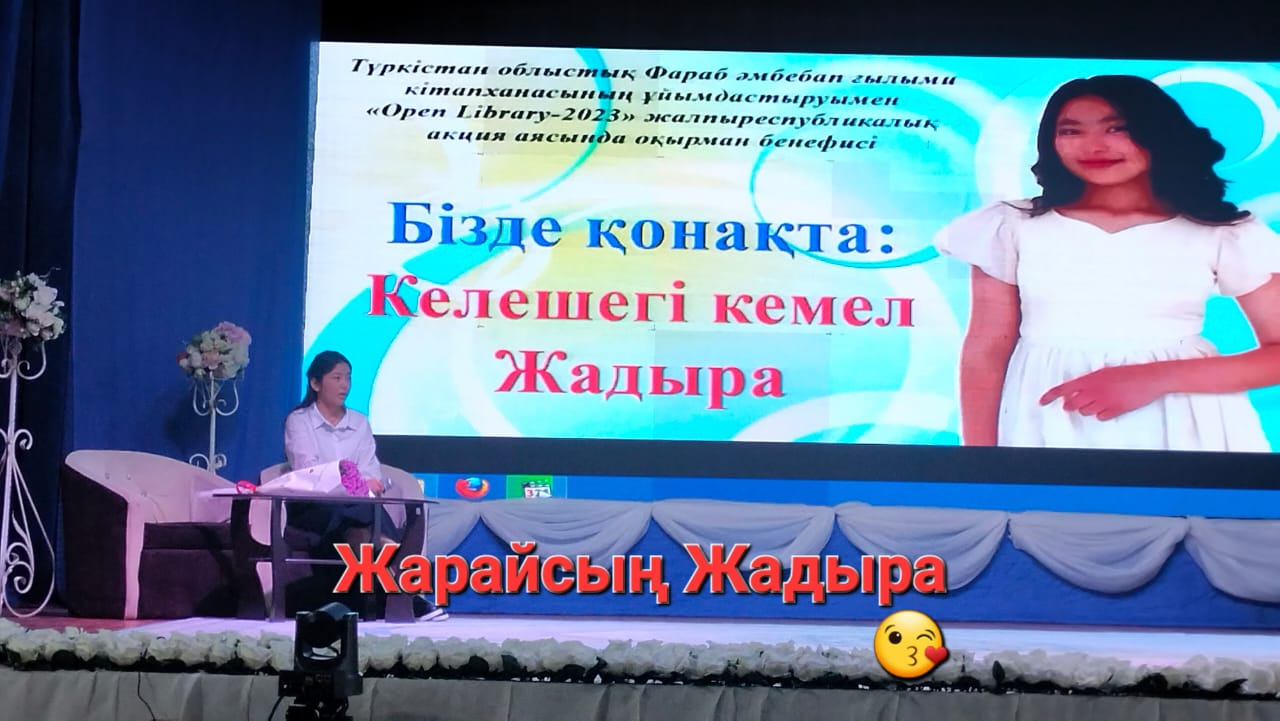 Түркістан облыстық Фараб әмбебап ғылыми
кітапханасының ұйымдастыруымен
«Open Library-2023» жалпыреспубликалық
акция аясында оқырман бенефисі
Бізде қонақта:
Келешегі кемел
Жадыра
Жарайсың Жадыра